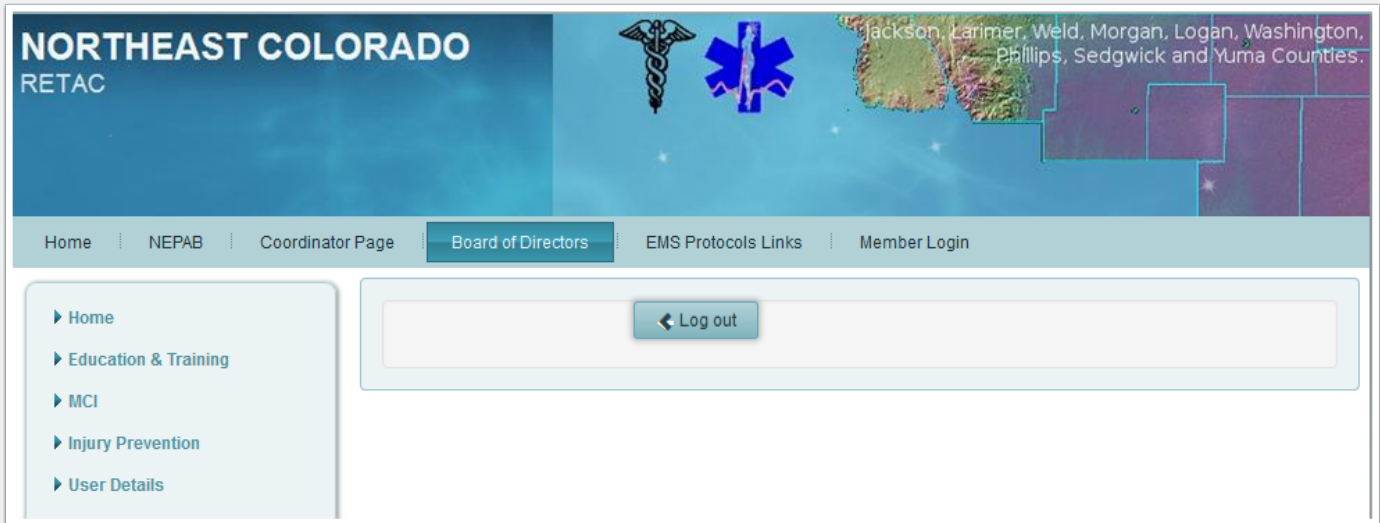 NORTHEAST COLORADO
RETAC
Jackson, Larimer, Weld, Morgan, Logan, Washington,
Phillips, Sedgwick and Yuma Counties.
Home NEPAB Coordinator Page Board of Directors EMS Protocols Links Member Login
Home
Education & Training
MCI
Injury Prevention
User Details
Log out